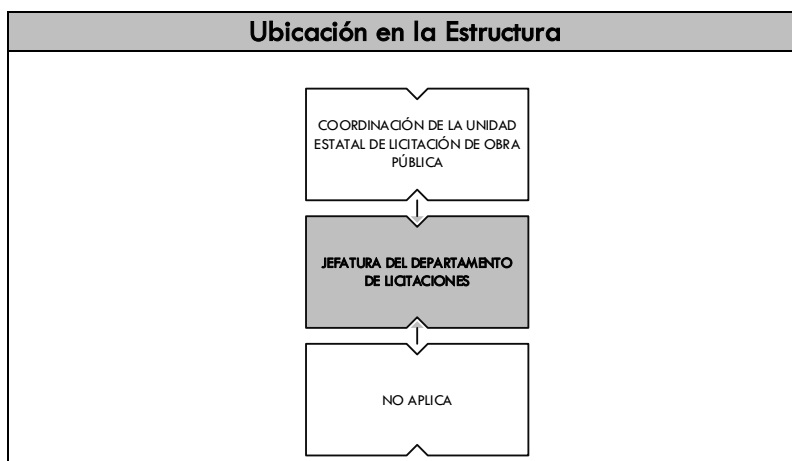 Ubicación en la Estructura
COORDINACIÓN DE LA UNIDAD
ESTATAL DE LICITACIÓN DE OBRA
PÚBLICA
JEFATURA DEL DEPARTAMENTO
DE LICITACIONES
NO APLICA